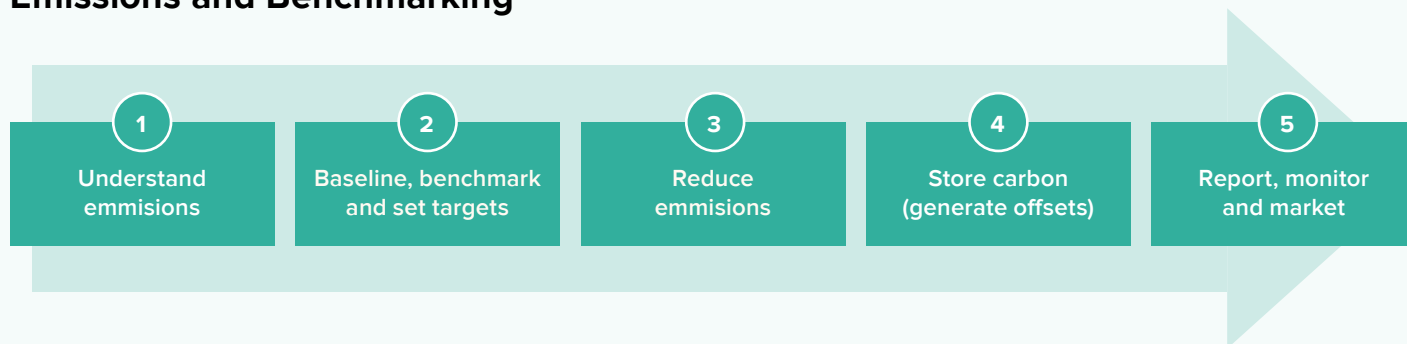 Emissions and Benchmarking
1
Understand
emmisions
2
Baseline, benchmark
and set targets
3
Reduce
emmisions
4
Store carbon
(generate offsets)
5
Report, monitor
and market